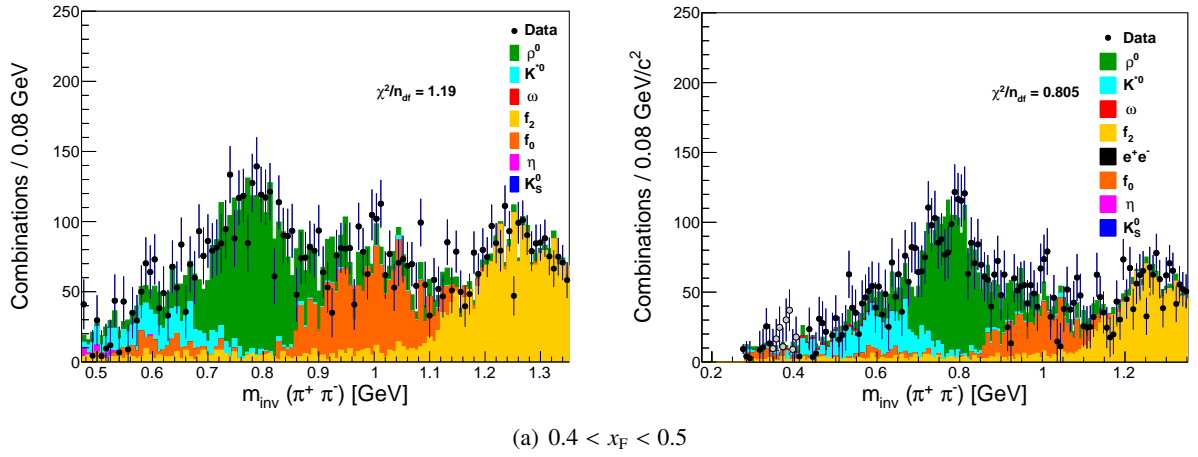 Combinations / 0.08 GeV
250
200
150
100
50
0
0.5 0.6 0.7 0.8 0.9 1 1.1 1.2 1.3
m_inv (π⁺ π⁻) [GeV]
χ²/n_df = 1.19
Data
ρ⁰
K*⁰
ω
f₂
f₀
η
K⁰_S
Combinations / 0.08 GeV/c²
250
200
150
100
50
0
0.2 0.4 0.6 0.8 1 1.2
m_inv (π⁺ π⁻) [GeV]
χ²/n_df = 0.805
Data
ρ⁰
K*⁰
ω
f₂
e⁺e⁻
f₀
η
K⁰_S
(a) 0.4 < x_F < 0.5